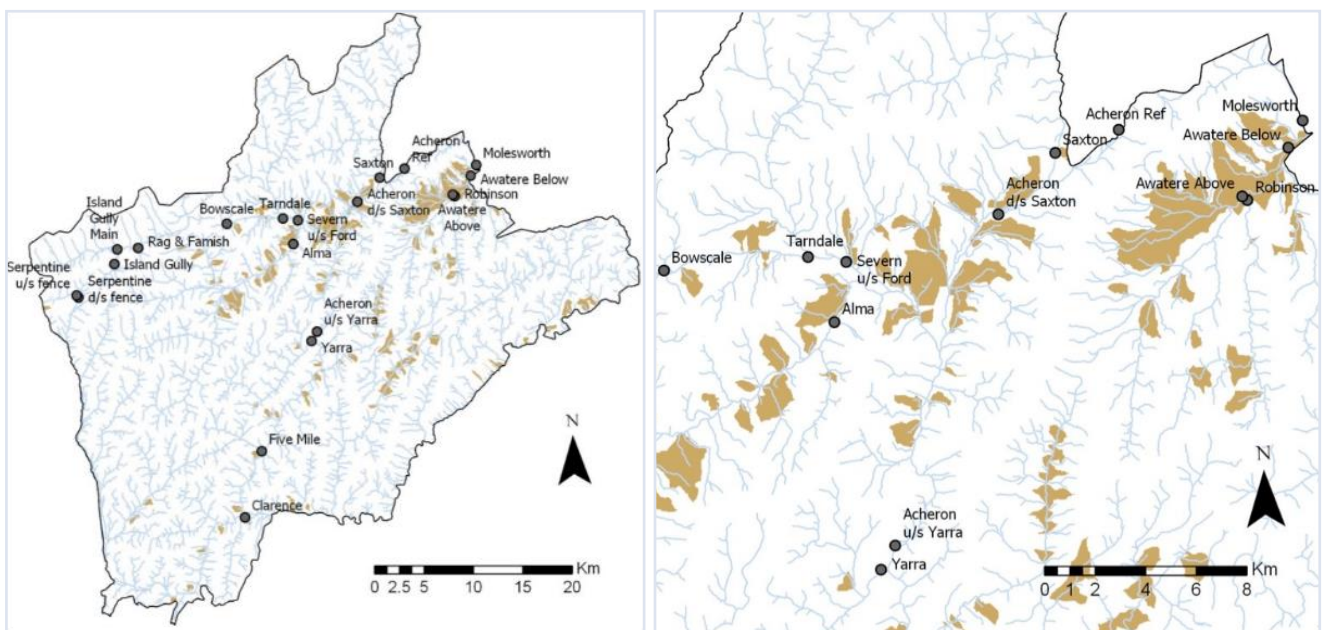 Acheron
Ref
Saxton
Molesworth
Awatere Below
Robinson
Awatere
Above
Acheron
d/s Saxton
Island
Gully
Main
Bowscale
Tarndale
Severn
u/s Ford
Rag & Famish
Alma
Island Gully
Serpentine
u/s fence
Serpentine
d/s fence
Acheron
u/s Yarra
Yarra
Five Mile
Clarence
N
Km
0 2.5 5 10 15 20
Molesworth
Acheron Ref
Awatere Below
Saxton
Awatere Above
Robinson
Acheron
d/s Saxton
Tarndale
Bowscale
Severn
u/s Ford
Alma
N
Acheron
u/s Yarra
Yarra
Km
0 1 2 4 6 8